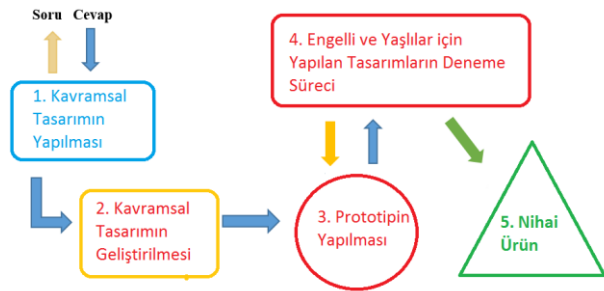 Soru Cevap
1. Kavramsal
Tasarımın
Yapılması
2. Kavramsal
Tasarımın
Geliştirilmesi
3. Prototipin
Yapılması
4. Engelli ve Yaşlılar için
Yapılan Tasarımların Deneme
Süreci
5. Nihai
Ürün